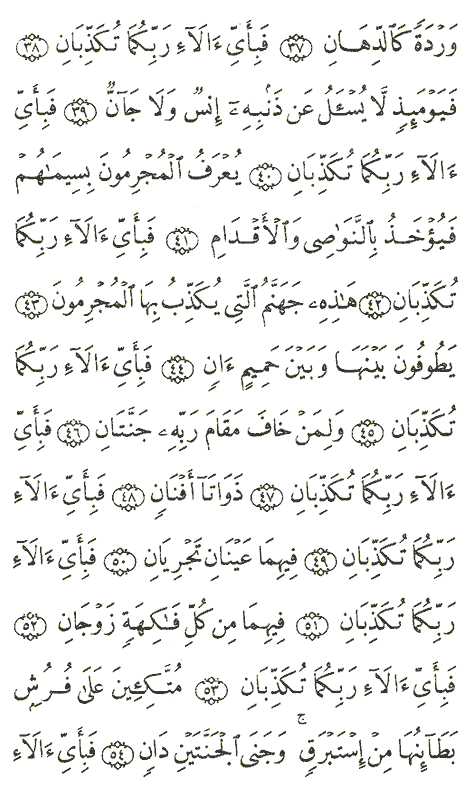 وَرۡدَةٗ كَٱلدِّهَانِ ٣٧ فَبِأَيِّ ءَالَآءِ رَبِّكُمَا تُكَذِّبَانِ ٣٨
فَيَوۡمَئِذٖ لَّا يُسۡـَٔلُ عَن ذَنۢبِهِۦٓ إِنسٞ وَلَا جَآنّٞ ٣٩ فَبِأَيِّ
ءَالَآءِ رَبِّكُمَا تُكَذِّبَانِ ٤٠ يُعۡرَفُ ٱلۡمُجۡرِمُونَ بِسِيمَٰهُمۡ
فَيُؤۡخَذُ بِٱلنَّوَٰصِي وَٱلۡأَقۡدَامِ ٤١ فَبِأَيِّ ءَالَآءِ رَبِّكُمَا
تُكَذِّبَانِ ٤٢ هَٰذِهِۦ جَهَنَّمُ ٱلَّتِي يُكَذِّبُ بِهَا ٱلۡمُجۡرِمُونَ ٤٣
يَطُوفُونَ بَيۡنَهَا وَبَيۡنَ حَمِيمٍ ءَانٖ ٤٤ فَبِأَيِّ ءَالَآءِ رَبِّكُمَا
تُكَذِّبَانِ ٤٥ وَلِمَنۡ خَافَ مَقَامَ رَبِّهِۦ جَنَّتَانِ ٤٦ فَبِأَيِّ
ءَالَآءِ رَبِّكُمَا تُكَذِّبَانِ ٤٧ ذَوَاتَآ أَفۡنَانٖ ٤٨ فَبِأَيِّ ءَالَآءِ
رَبِّكُمَا تُكَذِّبَانِ ٤٩ فِيهِمَا عَيۡنَانِ تَجۡرِيَانِ ٥٠ فَبِأَيِّ ءَالَآءِ
رَبِّكُمَا تُكَذِّبَانِ ٥١ فِيهِمَا مِن كُلِّ فَٰكِهَةٖ زَوۡجَانِ ٥٢
فَبِأَيِّ ءَالَآءِ رَبِّكُمَا تُكَذِّبَانِ ٥٣ مُتَّكِـِٔينَ عَلَىٰ فُرُشِۭ
بَطَآئِنُهَا مِنۡ إِسۡتَبۡرَقٖۚ وَجَنَى ٱلۡجَنَّتَيۡنِ دَانٖ ٥٤ فَبِأَيِّ ءَالَآءِ